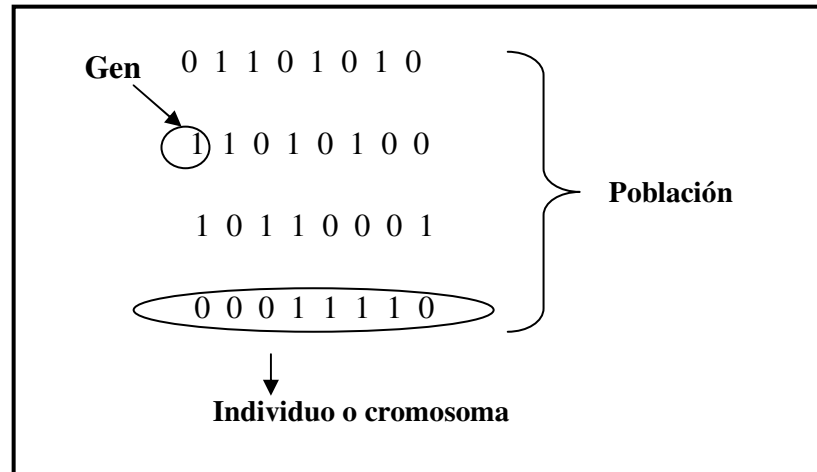 0 1 1 0 1 0 1 0
Gen
1 1 0 1 0 1 0 0
Población
1 0 1 1 0 0 0 1
0 0 0 1 1 1 1 0
Individuo o cromosoma